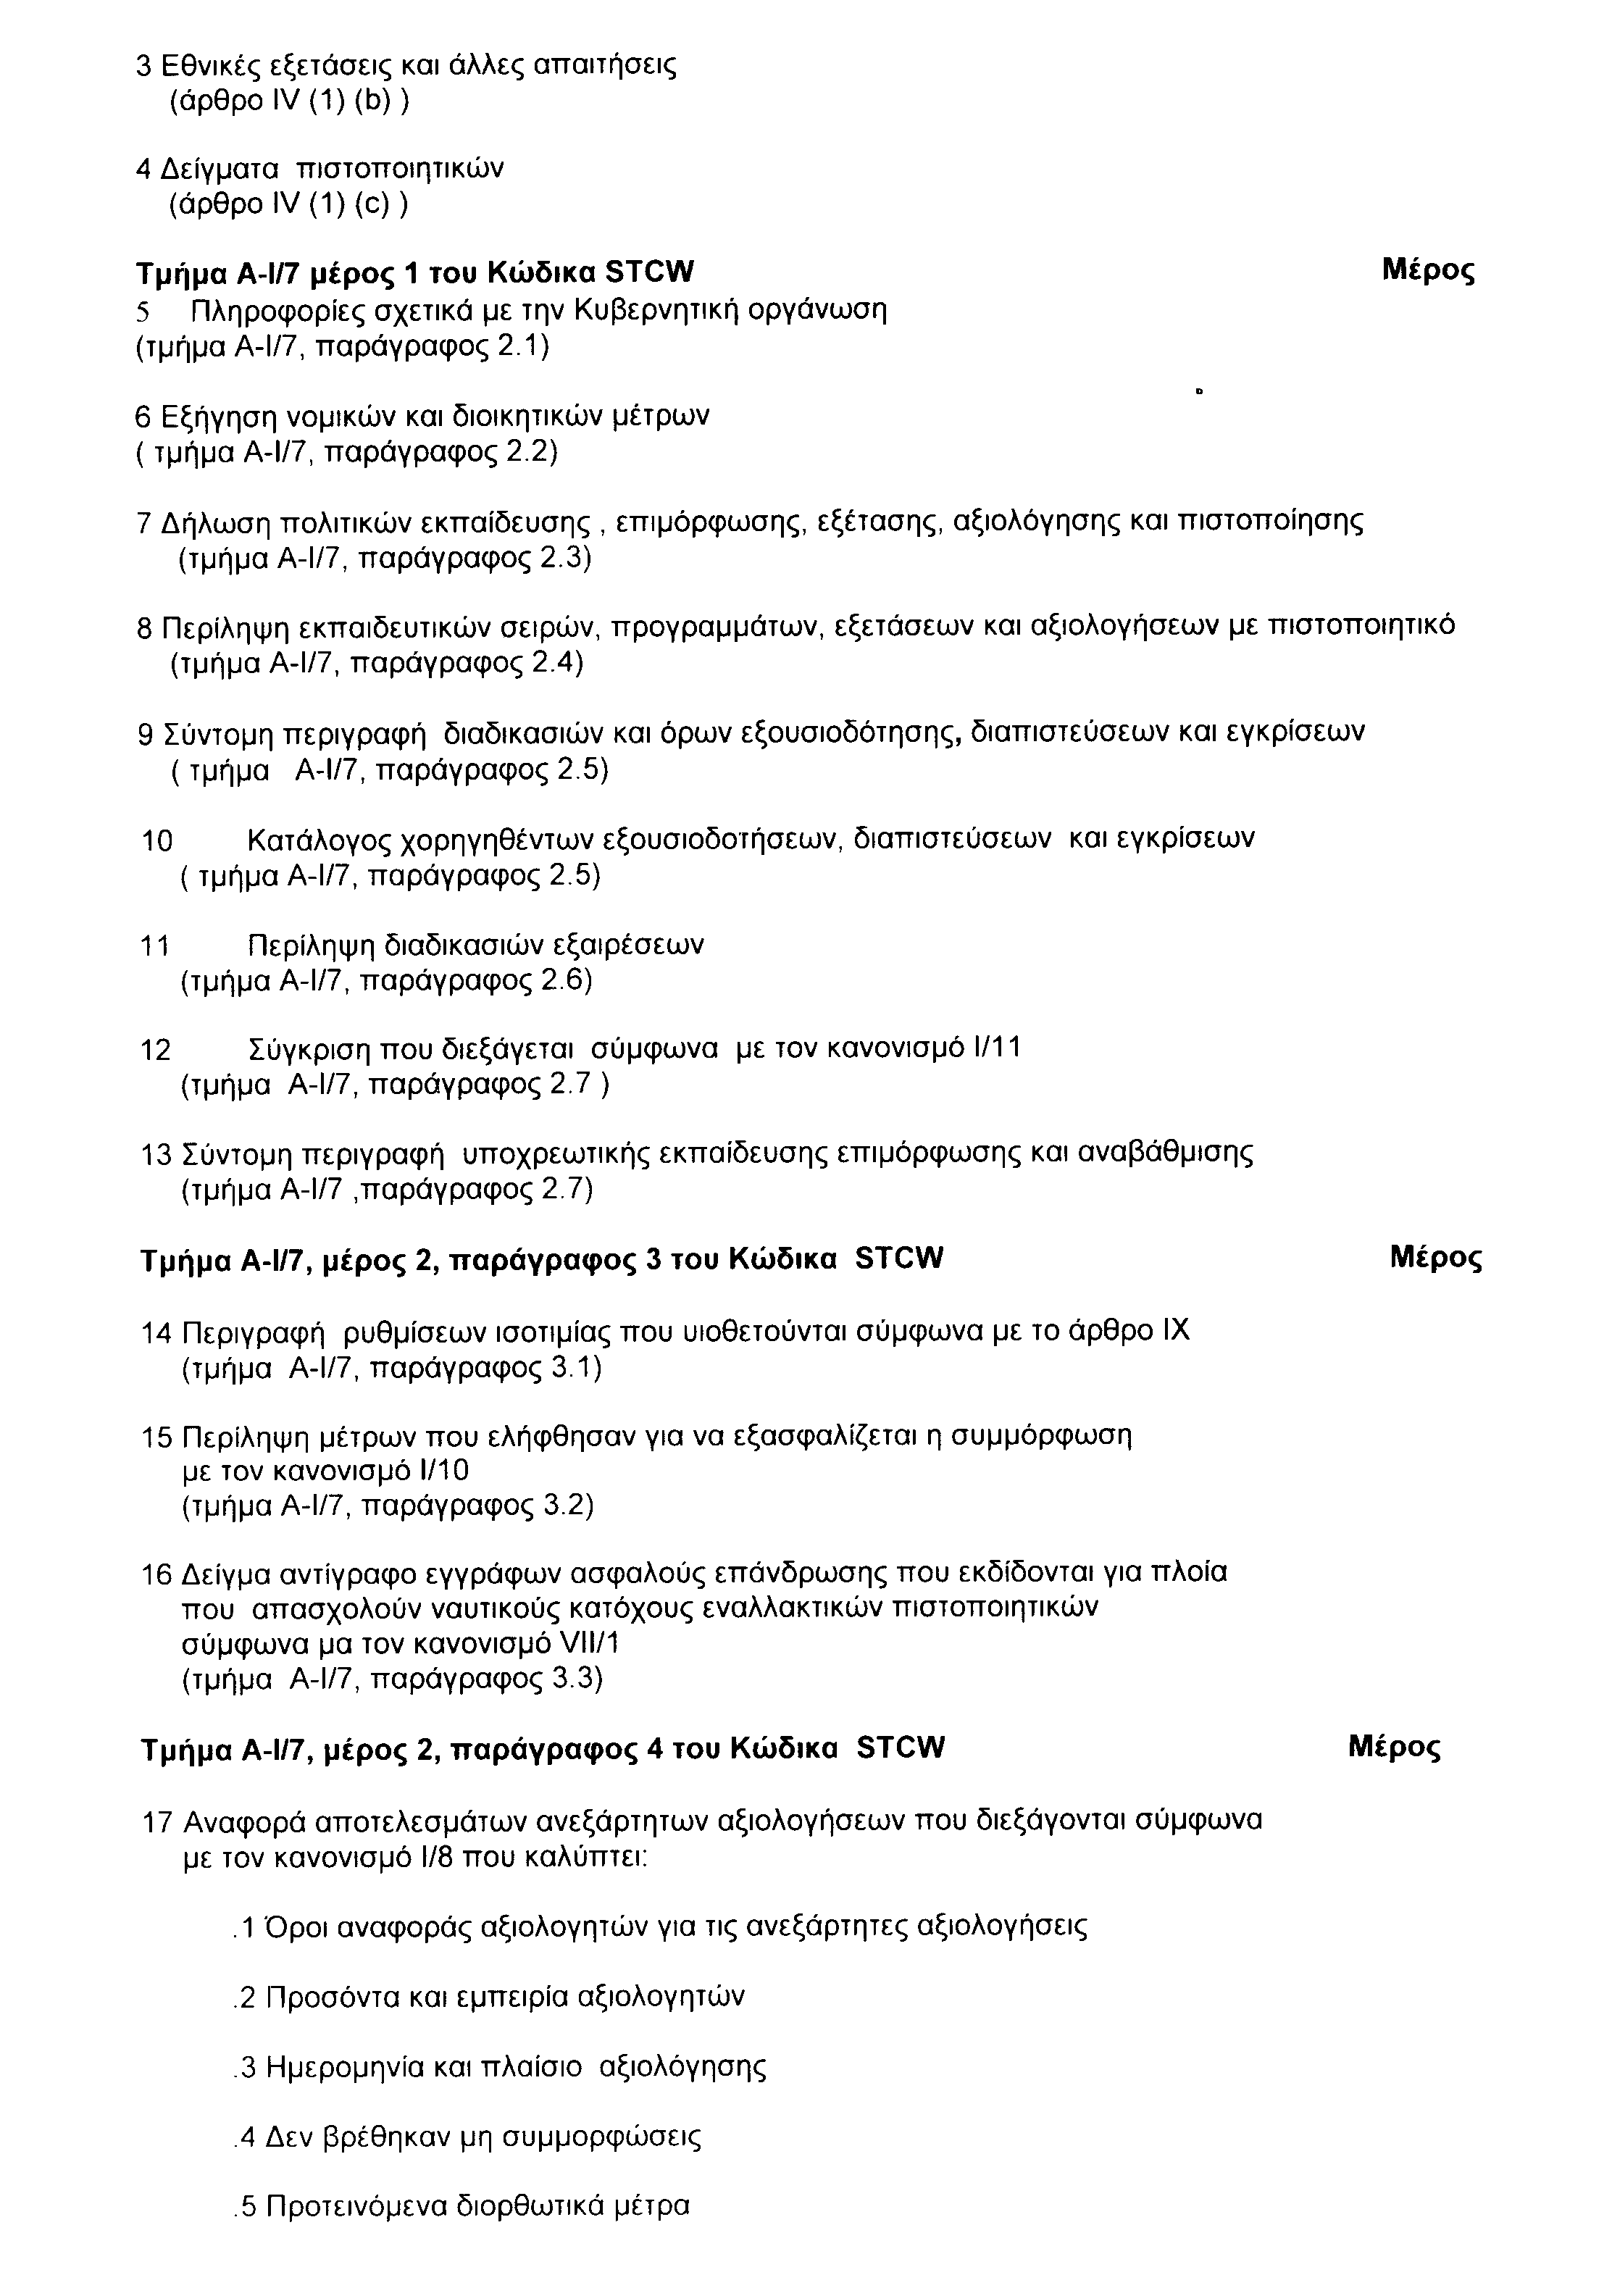 3 Εθνικές εξετάσεις και άλλες απαιτήσεις
(άρθρο IV (1) (b) )
4 Δείγματα πιστοποιητικών
(άρθρο IV (1) (c) )
Τμήμα Α-Ι/7 μέρος 1 του Κώδικα STCW Μέρος
5 Πληροφορίες σχετικά με την Κυβερνητική οργάνωση
(τμήμα Α-Ι/7, παράγραφος 2.1)
6 Εξήγηση νομικών και διοικητικών μέτρων
( τμήμα Α-Ι/7, παράγραφος 2.2)
7 Δήλωση πολιτικών εκπαίδευσης , επιμόρφωσης, εξέτασης, αξιολόγησης και πιστοποίησης
(τμήμα Α-Ι/7, παράγραφος 2.3)
8 Περίληψη εκπαιδευτικών σειρών, προγραμμάτων, εξετάσεων και αξιολογήσεων με πιστοποιητικό
(τμήμα Α-Ι/7, παράγραφος 2.4)
9 Σύντομη περιγραφή διαδικασιών και όρων εξουσιοδότησης, διαπιστεύσεων και εγκρίσεων
( τμήμα Α-Ι/7, παράγραφος 2.5)
10 Κατάλογος χορηγηθέντων εξουσιοδοτήσεων, διαπιστεύσεων και εγκρίσεων
( τμήμα Α-Ι/7, παράγραφος 2.5)
11 Περίληψη διαδικασιών εξαιρέσεων
(τμήμα Α-Ι/7, παράγραφος 2.6)
12 Σύγκριση που διεξάγεται σύμφωνα με τον κανονισμό Ι/11
(τμήμα Α-Ι/7, παράγραφος 2.7 )
13 Σύντομη περιγραφή υποχρεωτικής εκπαίδευσης επιμόρφωσης και αναβάθμισης
(τμήμα Α-Ι/7 ,παράγραφος 2.7)
Τμήμα Α-Ι/7, μέρος 2, παράγραφος 3 του Κώδικα STCW Μέρος
14 Περιγραφή ρυθμίσεων ισοτιμίας που υιοθετούνται σύμφωνα με το άρθρο ΙΧ
(τμήμα Α-Ι/7, παράγραφος 3.1)
15 Περίληψη μέτρων που ελήφθησαν για να εξασφαλίζεται η συμμόρφωση
με τον κανονισμό Ι/10
(τμήμα Α-Ι/7, παράγραφος 3.2)
16 Δείγμα αντίγραφο εγγράφων ασφαλούς επάνδρωσης που εκδίδονται για πλοία
που απασχολούν ναυτικούς κατόχους εναλλακτικών πιστοποιητικών
σύμφωνα μα τον κανονισμό VII/1
(τμήμα Α-Ι/7, παράγραφος 3.3)
Τμήμα Α-Ι/7, μέρος 2, παράγραφος 4 του Κώδικα STCW Μέρος
17 Αναφορά αποτελεσμάτων ανεξάρτητων αξιολογήσεων που διεξάγονται σύμφωνα
με τον κανονισμό Ι/8 που καλύπτει:
.1 Όροι αναφοράς αξιολογητών για τις ανεξάρτητες αξιολογήσεις
.2 Προσόντα και εμπειρία αξιολογητών
.3 Ημερομηνία και πλαίσιο αξιολόγησης
.4 Δεν βρέθηκαν μη συμμορφώσεις
.5 Προτεινόμενα διορθωτικά μέτρα